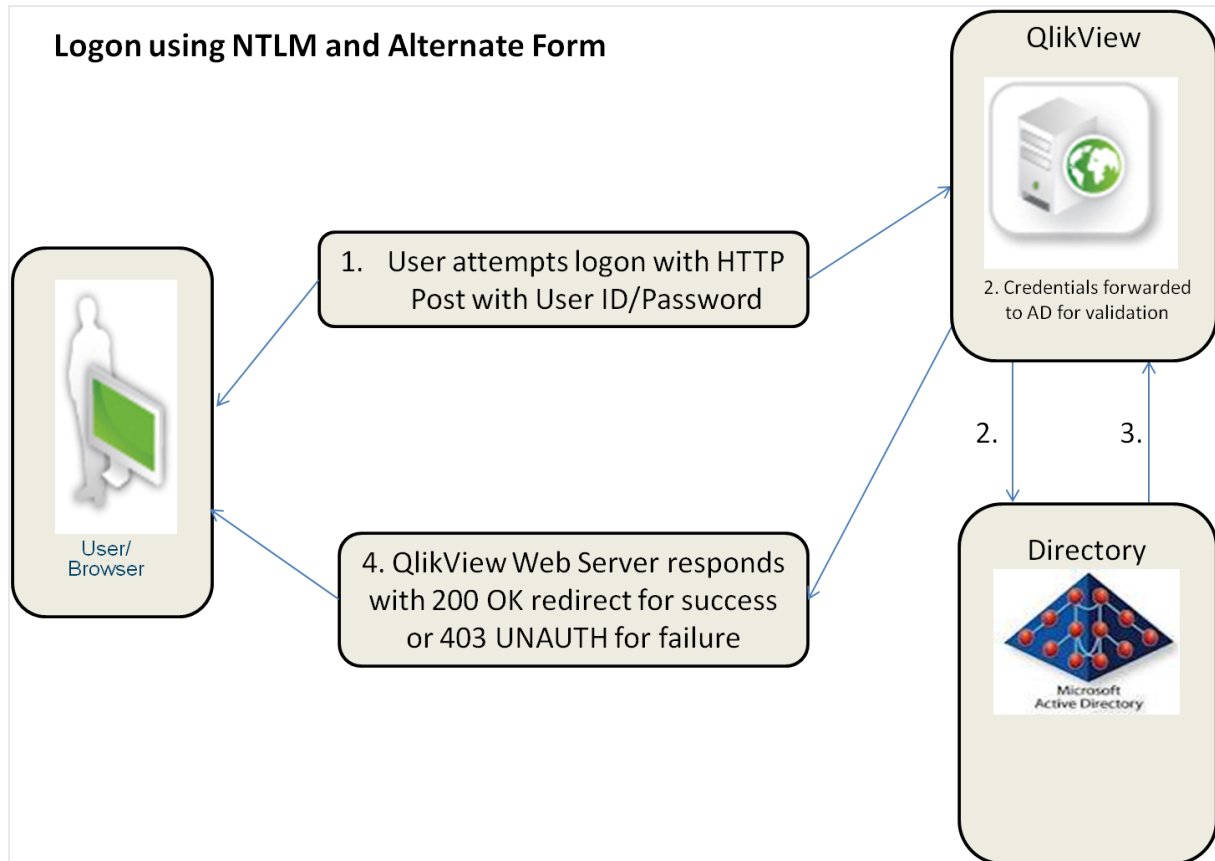 Logon using NTLM and Alternate Form
QlikView
1. User attempts logon with HTTP
Post with User ID/Password
2. Credentials forwarded
to AD for validation
User/
Browser
2.
3.
4. QlikView Web Server responds
with 200 OK redirect for success
or 403 UNAUTH for failure
Directory
Microsoft
Active Directory